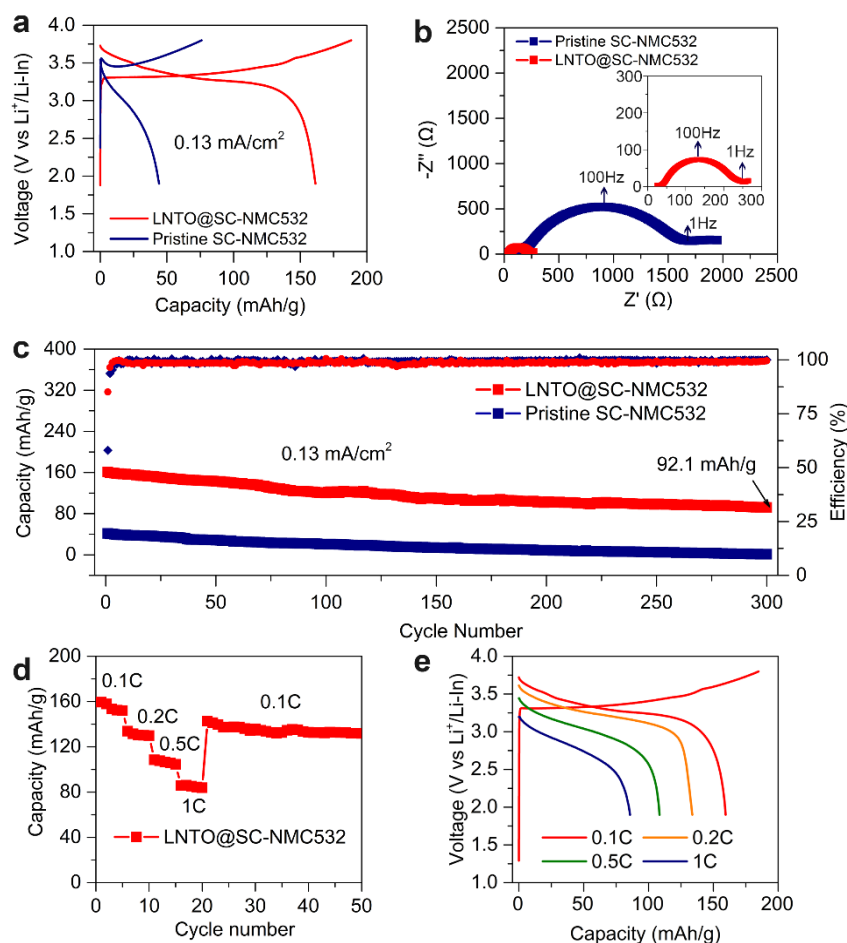 a
Voltage (V vs Li⁺/Li-In)
4.0
3.5
3.0
2.5
2.0
1.5
1.0
0.13 mA/cm²
LNTO@SC-NMC532
Pristine SC-NMC532
0 50 100 150 200
Capacity (mAh/g)
b
-Z'' (Ω)
2500
2000
1500
1000
500
0
Pristine SC-NMC532
LNTO@SC-NMC532
300
200
100
0
100Hz
1Hz
0 100 200 300
100Hz
1Hz
0 500 1000 1500 2000 2500
Z' (Ω)
c
Capacity (mAh/g)
400
360
320
280
240
200
160
120
80
40
0
LNTO@SC-NMC532
Pristine SC-NMC532
0.13 mA/cm²
92.1 mAh/g
100
75
50
25
0
Efficiency (%)
0 50 100 150 200 250 300
Cycle Number
d
Capacity (mAh/g)
200
160
120
80
40
0
0.1C
0.2C
0.5C
1C
0.1C
LNTO@SC-NMC532
0 10 20 30 40 50
Cycle number
e
Voltage (V vs Li⁺/Li-In)
4.0
3.5
3.0
2.5
2.0
1.5
1.0
0.1C 0.2C
0.5C 1C
0 50 100 150 200
Capacity (mAh/g)